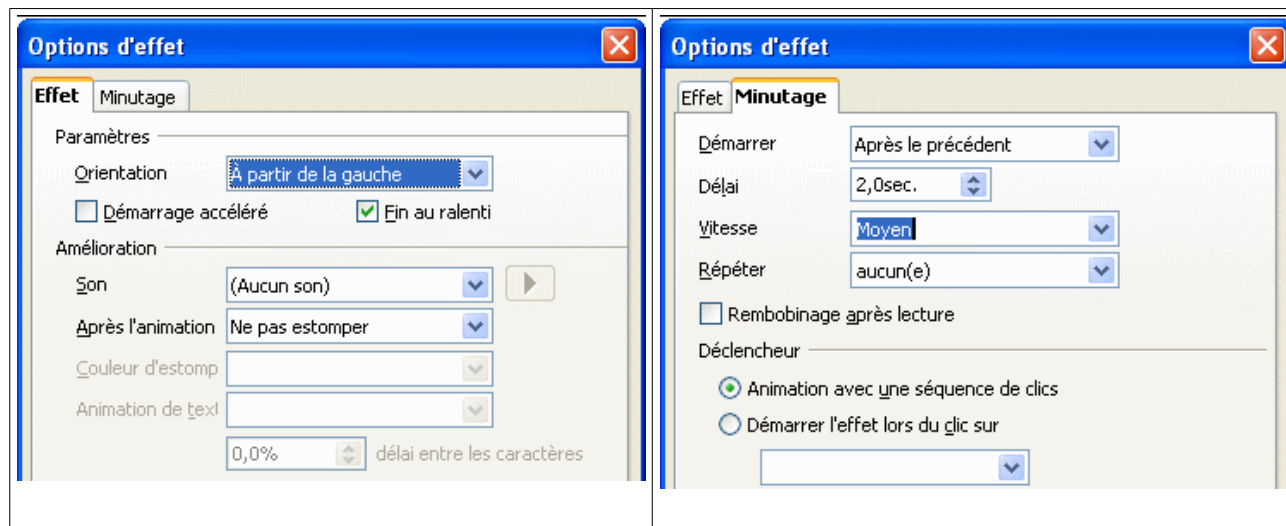 Options d'effet
Effet Minutage
Paramètres
Orientation À partir de la gauche
Démarrage accéléré Fin au ralenti
Amélioration
Son (Aucun son)
Après l'animation Ne pas estomper
Couleur d'estomp
Animation de text
0,0% délai entre les caractères
Options d'effet
Effet Minutage
Démarrer Après le précédent
Délai 2,0sec.
Vitesse Moyen
Répéter aucun(e)
Rembobinage après lecture
Déclencheur
Animation avec une séquence de clics
Démarrer l'effet lors du clic sur